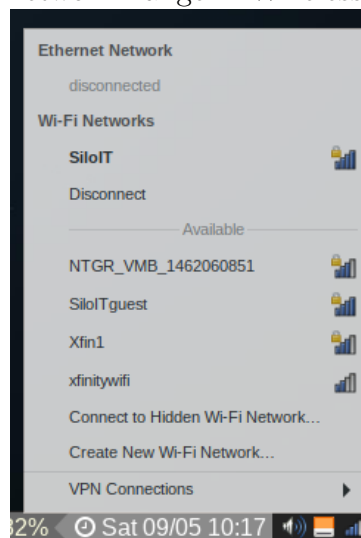 Ethernet Network
disconnected
Wi-Fi Networks
SiloIT
Disconnect
Available
NTGR_VMB_1462060851
SiloITguest
Xfin1
xfinitywifi
Connect to Hidden Wi-Fi Network...
Create New Wi-Fi Network...
VPN Connections
32% Sat 09/05 10:17